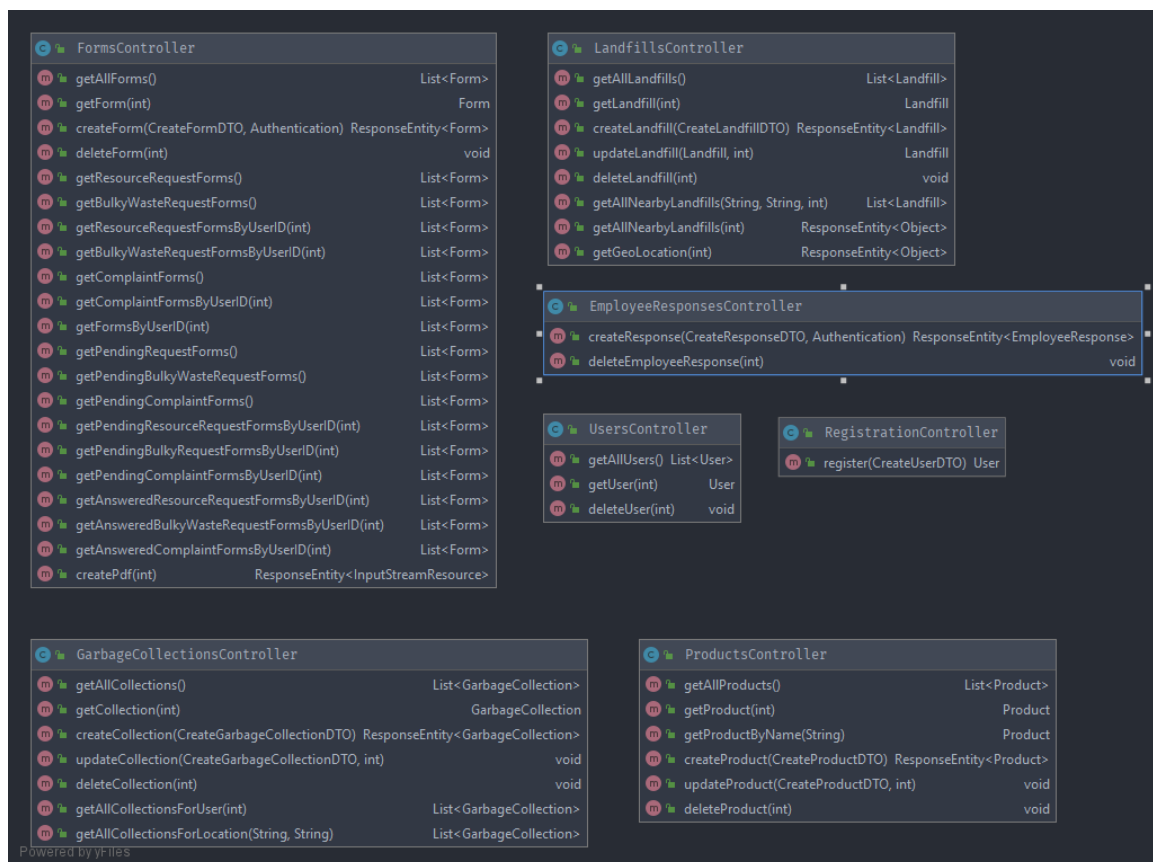 FormsController
getAllForms() List<Form>
getForm(int) Form
createForm(CreateFormDTO, Authentication) ResponseEntity<Form>
deleteForm(int) void
getResourceRequestForms() List<Form>
getBulkyWasteRequestForms() List<Form>
getResourceRequestFormsByUserID(int) List<Form>
getBulkyWasteRequestFormsByUserID(int) List<Form>
getComplaintForms() List<Form>
getComplaintFormsByUserID(int) List<Form>
getFormsByUserID(int) List<Form>
getPendingRequestForms() List<Form>
getPendingBulkyWasteRequestForms() List<Form>
getPendingComplaintForms() List<Form>
getPendingResourceRequestFormsByUserID(int) List<Form>
getPendingBulkyRequestFormsByUserID(int) List<Form>
getPendingComplaintFormsByUserID(int) List<Form>
getAnsweredResourceRequestFormsByUserID(int) List<Form>
getAnsweredBulkyWasteRequestFormsByUserID(int) List<Form>
getAnsweredComplaintFormsByUserID(int) List<Form>
createPdf(int) ResponseEntity<InputStreamResource>
LandfillsController
getAllLandfills() List<Landfill>
getLandfill(int) Landfill
createLandfill(CreateLandfillDTO) ResponseEntity<Landfill>
updateLandfill(Landfill, int) Landfill
deleteLandfill(int) void
getAllNearbyLandfills(String, String, int) List<Landfill>
getAllNearbyLandfills(int) ResponseEntity<Object>
getGeoLocation(int) ResponseEntity<Object>
EmployeeResponsesController
createResponse(CreateResponseDTO, Authentication) ResponseEntity<EmployeeResponse>
deleteEmployeeResponse(int) void
UsersController
getAllUsers() List<User>
getUser(int) User
deleteUser(int) void
RegistrationController
register(CreateUserDTO) User
GarbageCollectionsController
getAllCollections() List<GarbageCollection>
getCollection(int) GarbageCollection
createCollection(CreateGarbageCollectionDTO) ResponseEntity<GarbageCollection>
updateCollection(CreateGarbageCollectionDTO, int) void
deleteCollection(int) void
getAllCollectionsForUser(int) List<GarbageCollection>
getAllCollectionsForLocation(String, String) List<GarbageCollection>
ProductsController
getAllProducts() List<Product>
getProduct(int) Product
getProductByName(String) Product
createProduct(CreateProductDTO) ResponseEntity<Product>
updateProduct(CreateProductDTO, int) void
deleteProduct(int) void
Powered by yFiles